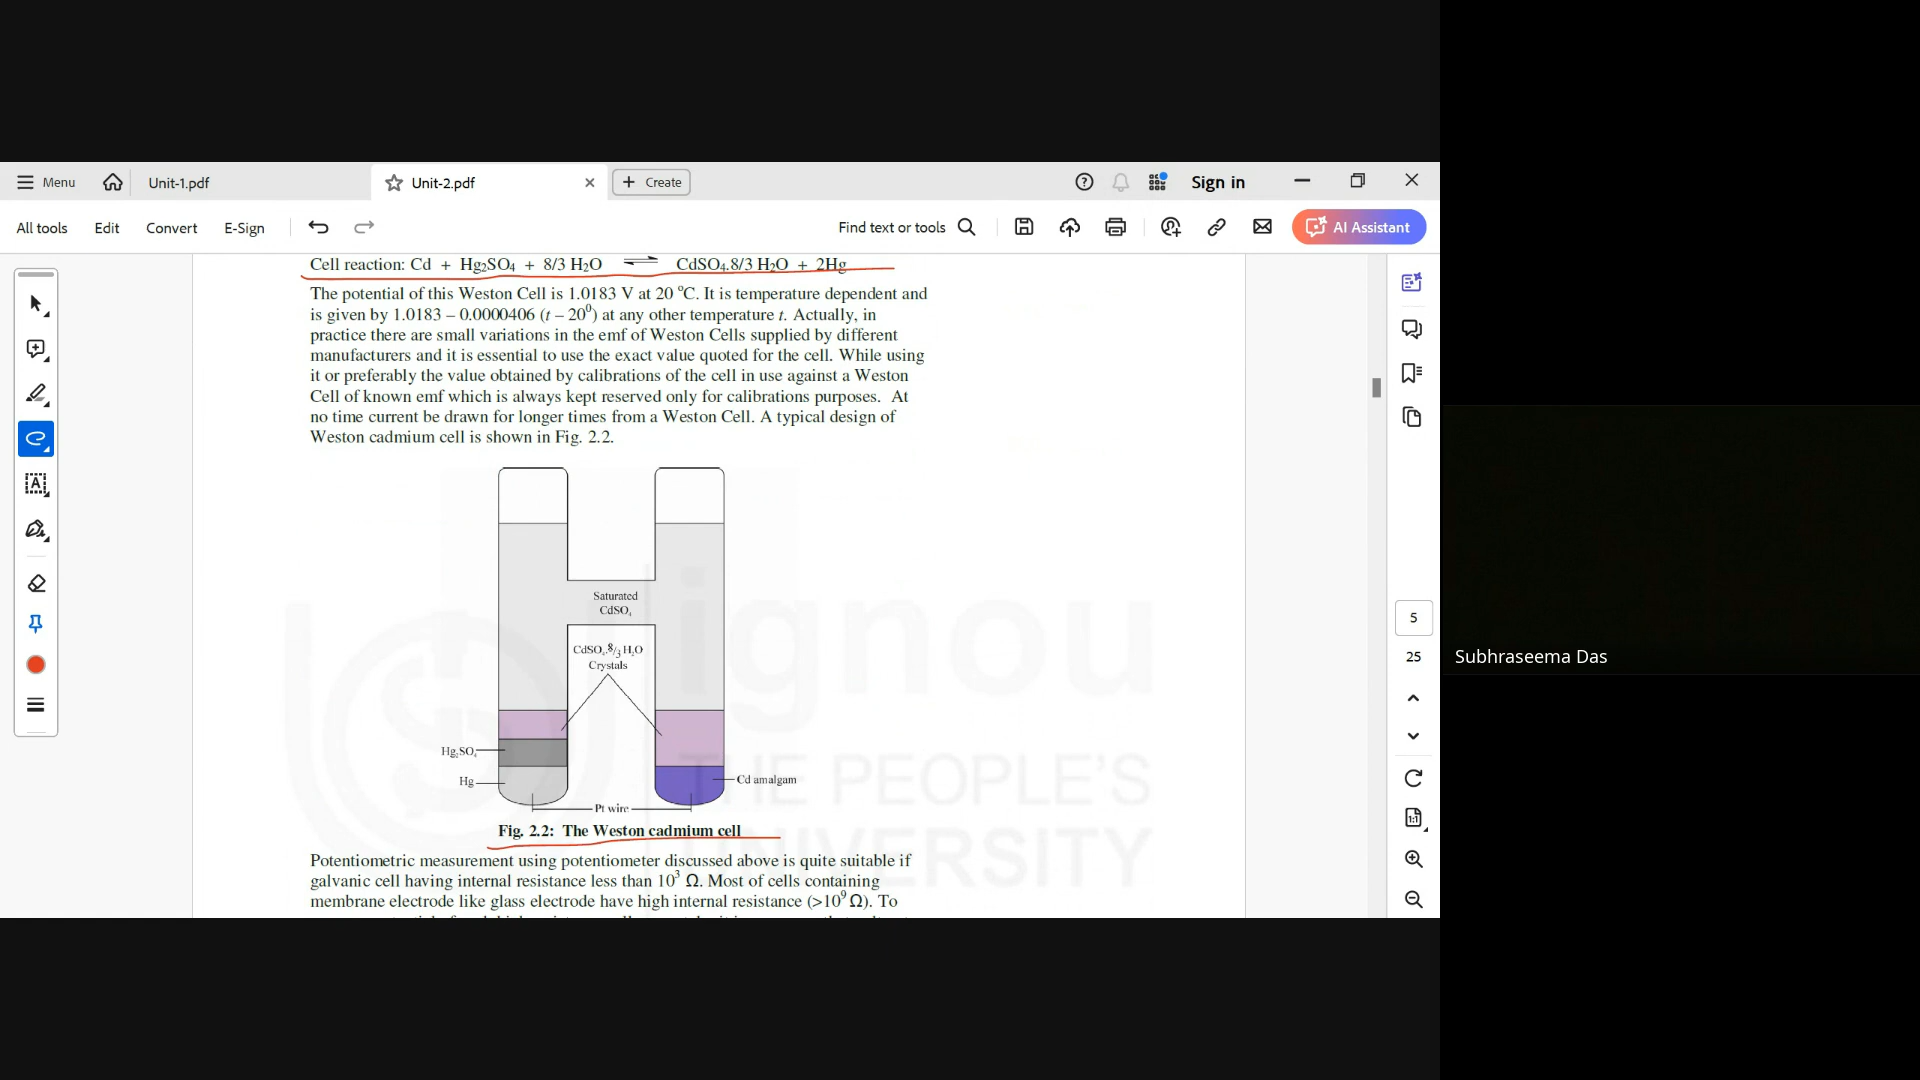 Menu
Unit-1.pdf
Unit-2.pdf
Create
Sign in
All tools
Edit
Convert
E-Sign
Find text or tools
AI Assistant
Cell reaction: Cd + Hg₂SO₄ + 8/3 H₂O ⇌ CdSO₄.8/3 H₂O + 2Hg
The potential of this Weston Cell is 1.0183 V at 20 ºC. It is temperature dependent and
is given by 1.0183 – 0.0000406 (t – 20⁰) at any other temperature t. Actually, in
practice there are small variations in the emf of Weston Cells supplied by different
manufacturers and it is essential to use the exact value quoted for the cell. While using
it or preferably the value obtained by calibrations of the cell in use against a Weston
Cell of known emf which is always kept reserved only for calibrations purposes. At
no time current be drawn for longer times from a Weston Cell. A typical design of
Weston cadmium cell is shown in Fig. 2.2.
Saturated
CdSO₄
CdSO₄.8/3 H₂O
Crystals
Hg₂SO₄
Hg
Cd amalgam
Pt wire
Fig. 2.2: The Weston cadmium cell
Potentiometric measurement using potentiometer discussed above is quite suitable if
galvanic cell having internal resistance less than 10³ Ω. Most of cells containing
membrane electrode like glass electrode have high internal resistance (>10⁹ Ω). To
ignou
THE PEOPLE'S
UNIVERSITY
5
25
Subhraseema Das